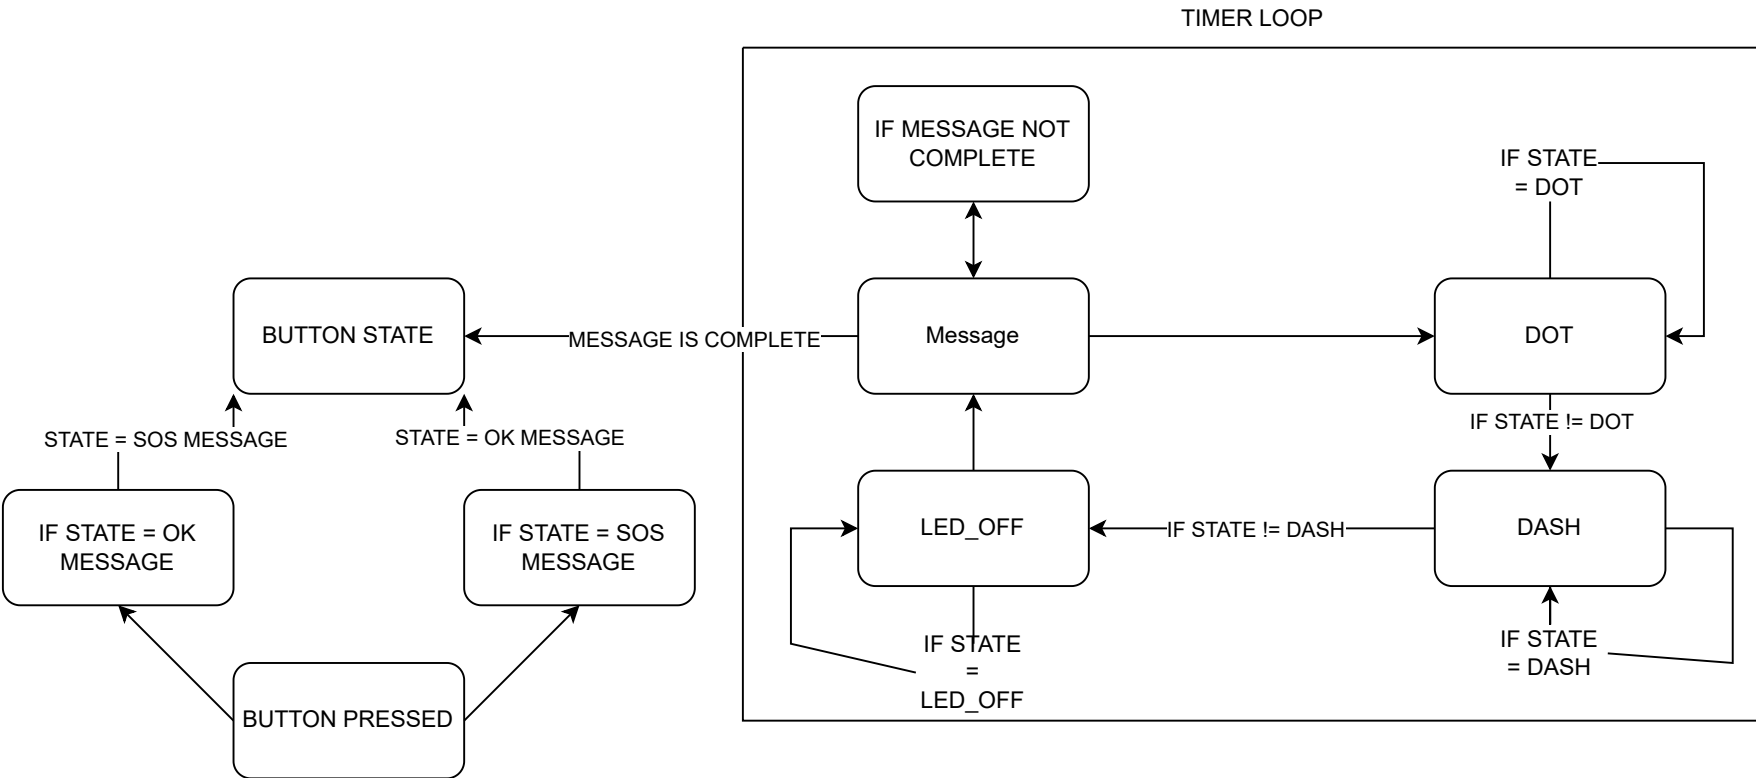 TIMER LOOP
IF MESSAGE NOT
COMPLETE
IF STATE
= DOT
BUTTON STATE
MESSAGE IS COMPLETE
Message
DOT
STATE = SOS MESSAGE
STATE = OK MESSAGE
IF STATE != DOT
IF STATE = OK
MESSAGE
IF STATE = SOS
MESSAGE
LED_OFF
IF STATE != DASH
DASH
IF STATE
=
LED_OFF
IF STATE
= DASH
BUTTON PRESSED